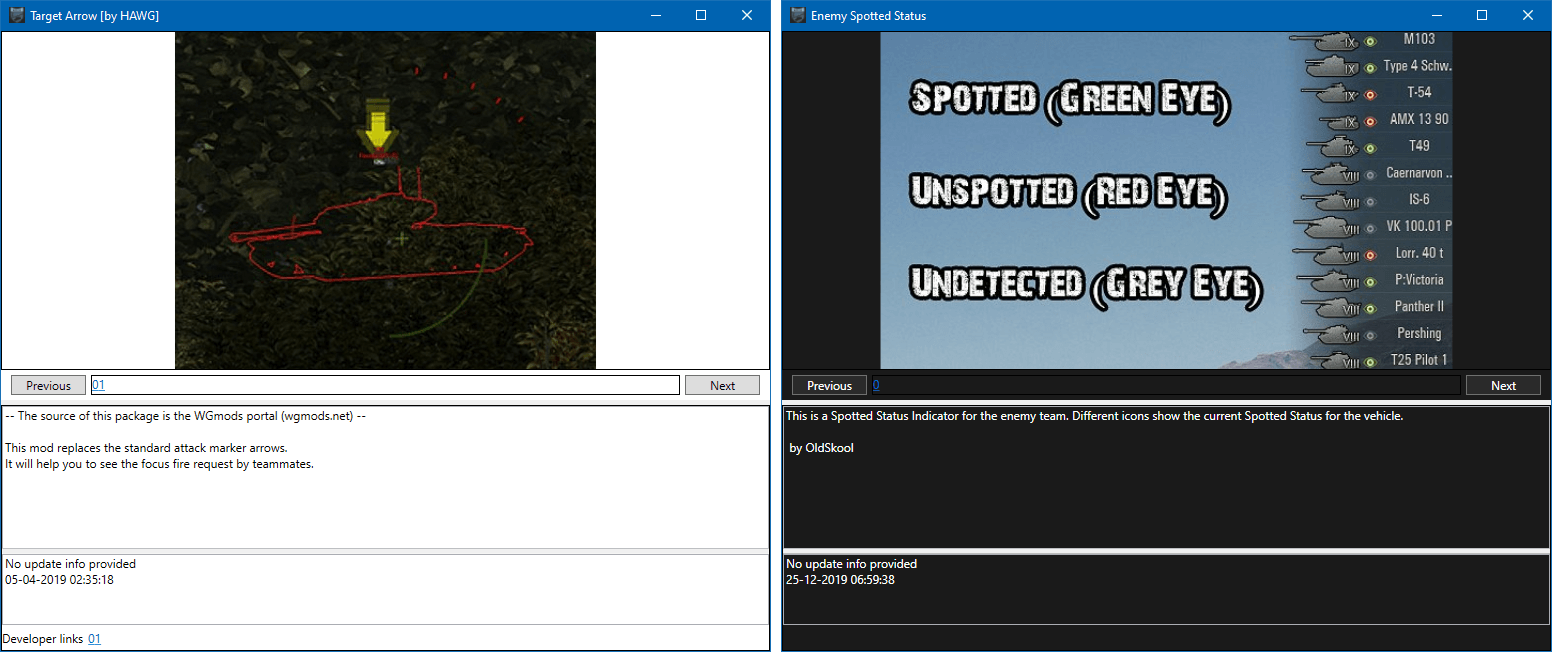 Target Arrow [by HAWG]
Previous
01
Next
-- The source of this package is the WGmods portal (wgmods.net) --
This mod replaces the standard attack marker arrows.
It will help you to see the focus fire request by teammates.
No update info provided
05-04-2019 02:35:18
Developer links 01
Enemy Spotted Status
SPOTTED (GREEN EYE)
UNSPOTTED (RED EYE)
UNDETECTED (GREY EYE)
IX M103
IX Type 4 Schw.
IX T-54
IX AMX 13 90
IX T49
VIII Caernarvon ..
VIII IS-6
VIII VK 100.01 P
VIII Lorr. 40 t
VIII P:Victoria
VIII Panther II
VIII Pershing
VIII T25 Pilot 1
Previous
0
Next
This is a Spotted Status Indicator for the enemy team. Different icons show the current Spotted Status for the vehicle.
by OldSkool
No update info provided
25-12-2019 06:59:38